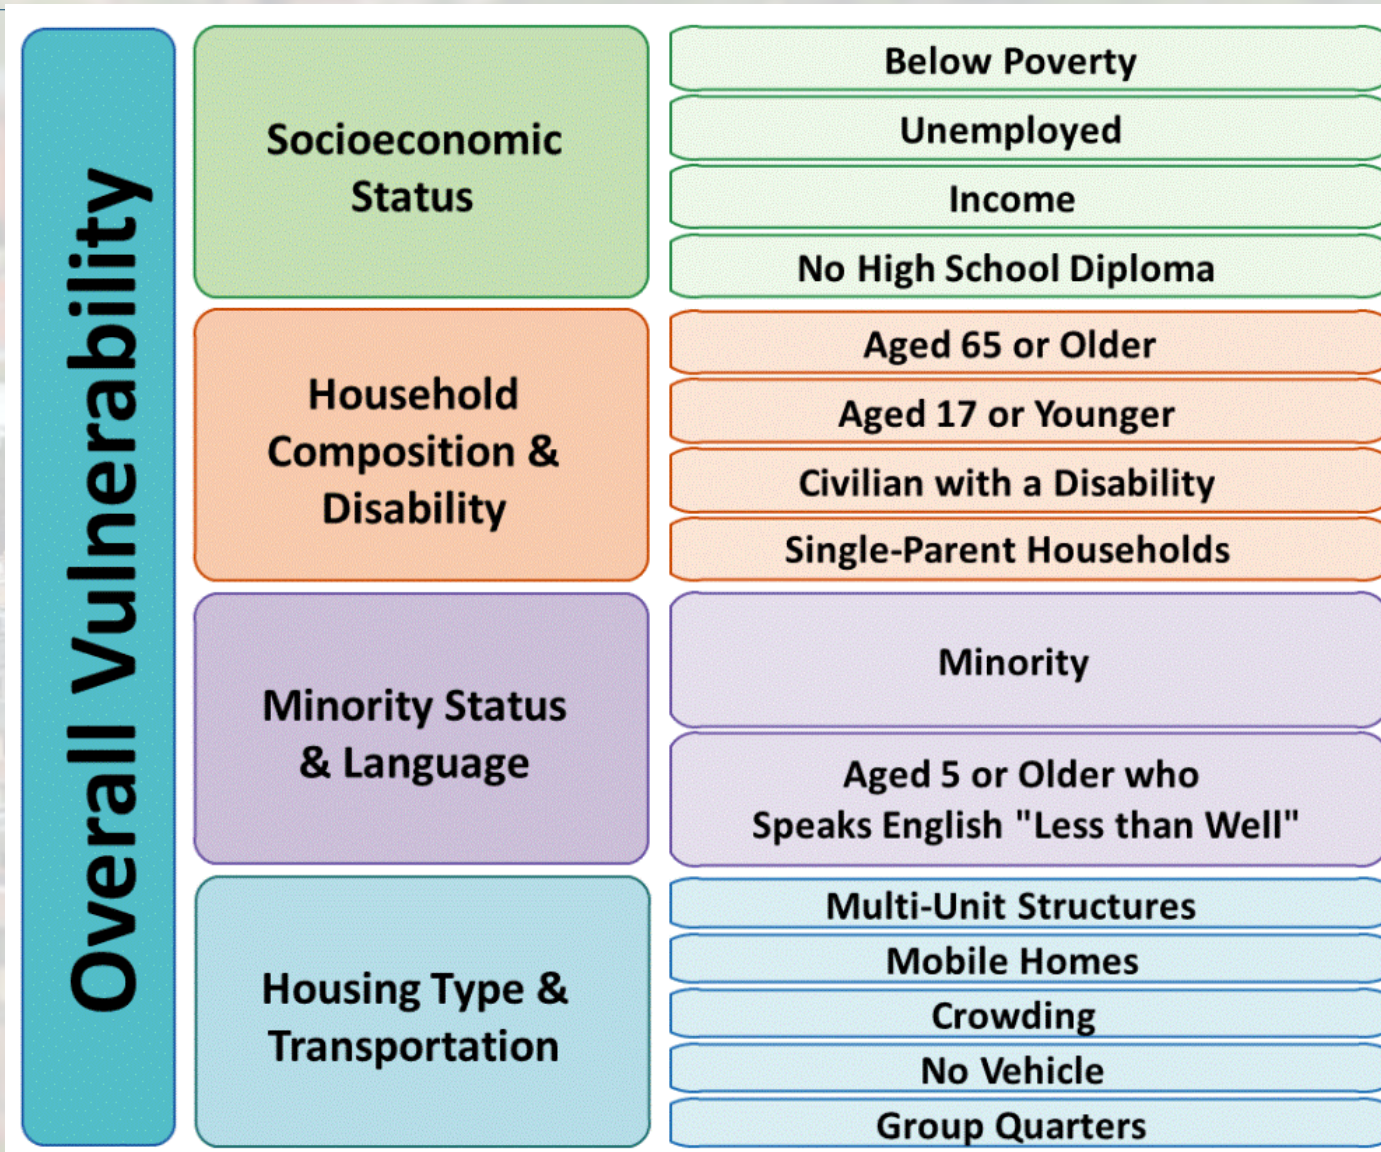 Overall Vulnerability
Socioeconomic
Status
Below Poverty
Unemployed
Income
No High School Diploma
Household
Composition &
Disability
Aged 65 or Older
Aged 17 or Younger
Civilian with a Disability
Single-Parent Households
Minority Status
& Language
Minority
Aged 5 or Older who
Speaks English "Less than Well"
Housing Type &
Transportation
Multi-Unit Structures
Mobile Homes
Crowding
No Vehicle
Group Quarters